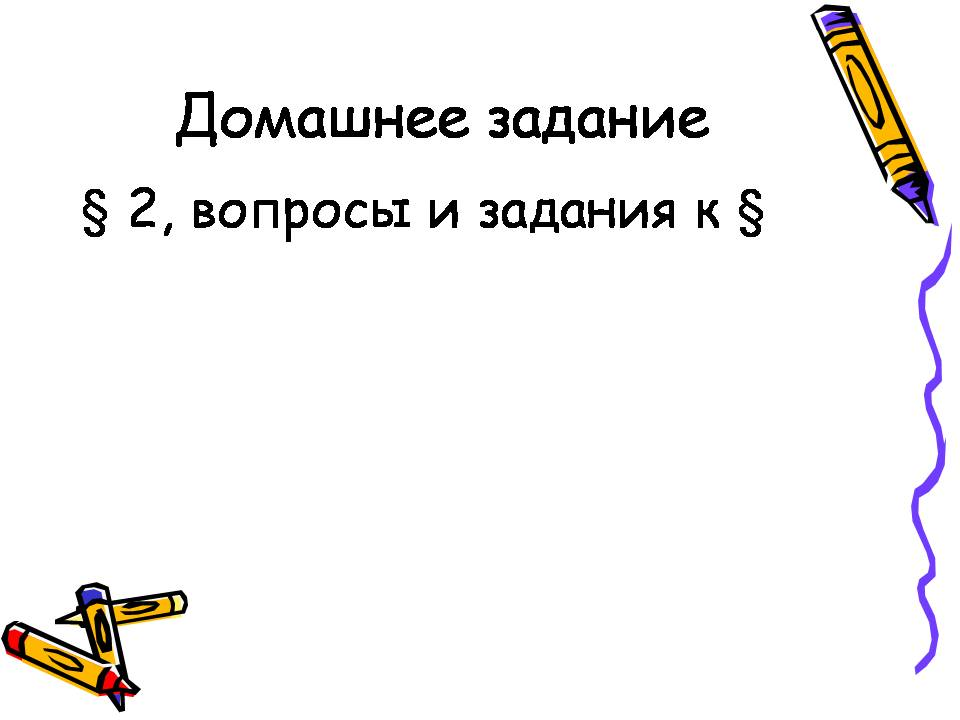 Домашнее задание
§ 2, вопросы и задания к §